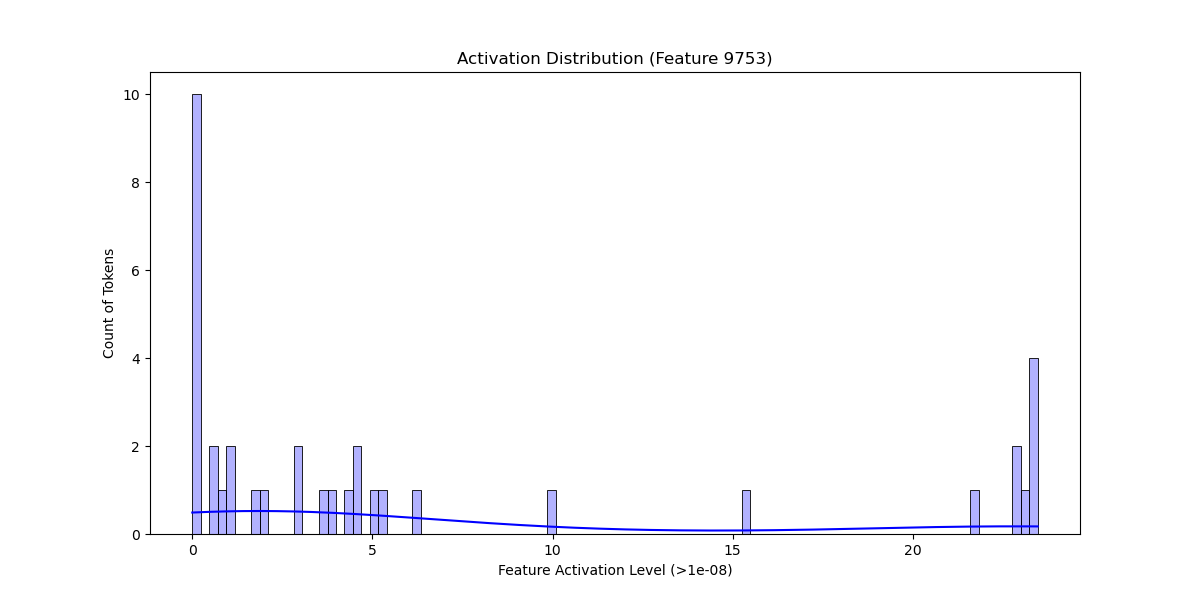 Activation Distribution (Feature 9753)
Count of Tokens
10
8
6
4
2
0
0 5 10 15 20
Feature Activation Level (>1e-08)